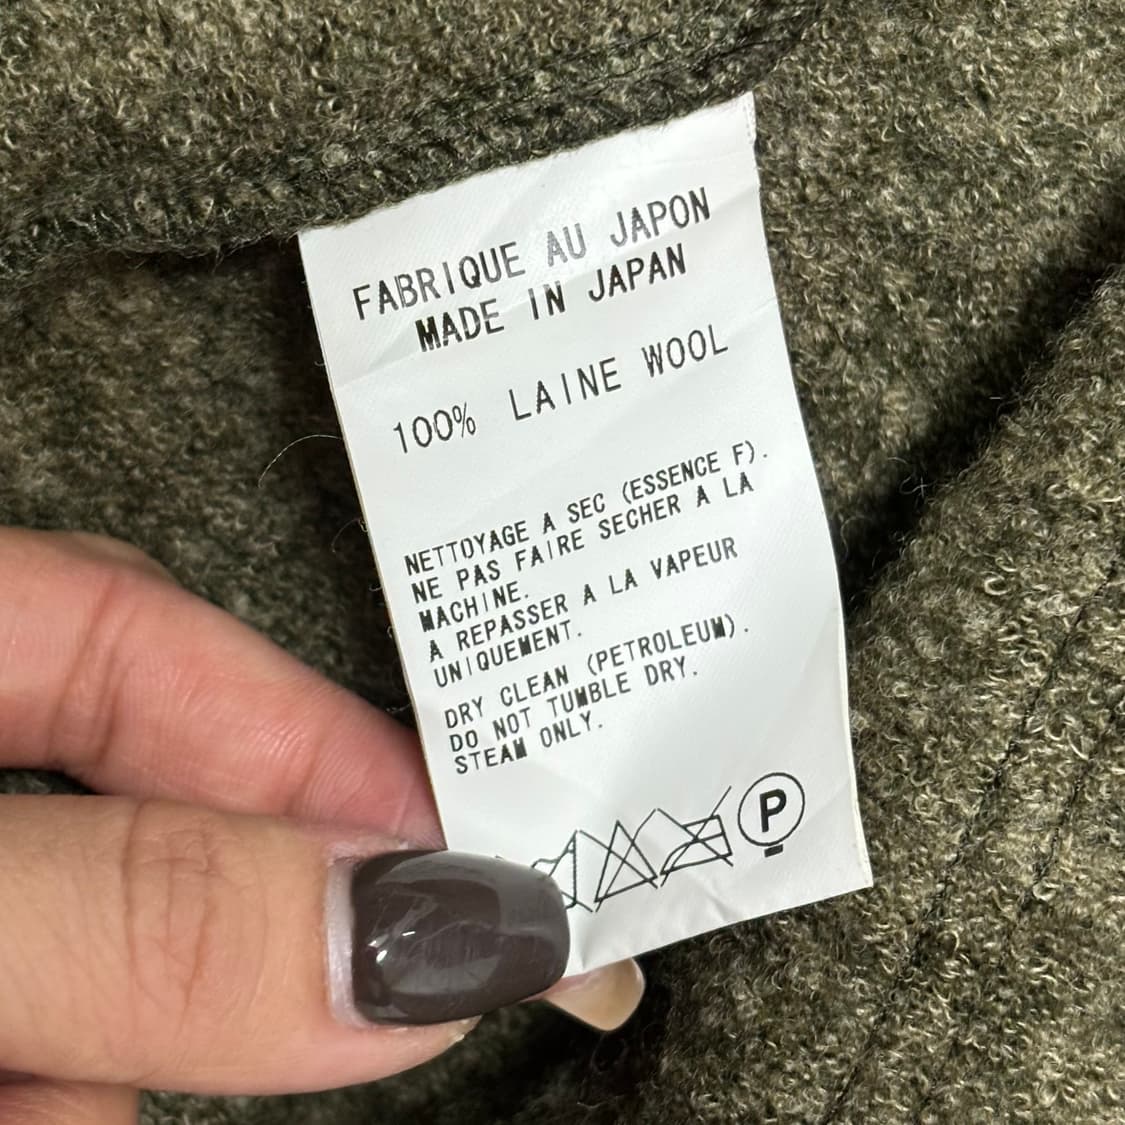 FABRIQUE AU JAPON
MADE IN JAPAN
100% LAINE WOOL
NETTOYAGE A SEC (ESSENCE F).
NE PAS FAIRE SECHER A LA
MACHINE.
A REPASSER A LA VAPEUR
UNIQUEMENT.
DRY CLEAN (PETROLEUM).
DO NOT TUMBLE DRY.
STEAM ONLY.
P